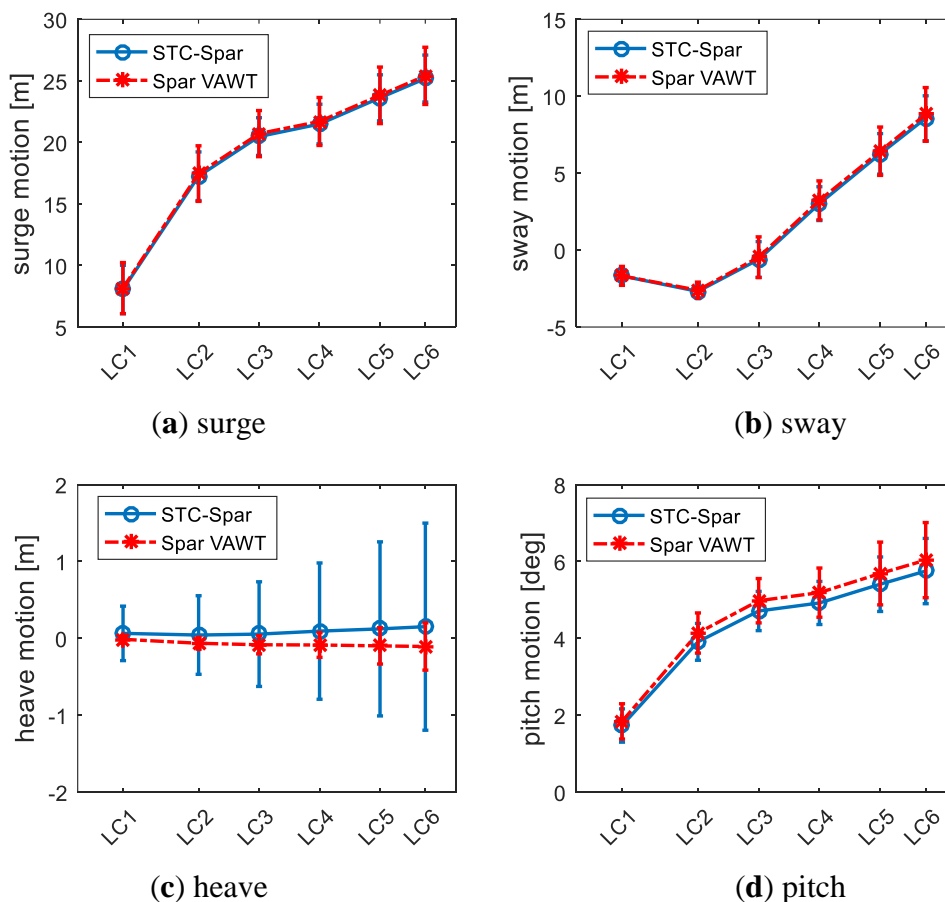 surge motion [m]
30
25
20
15
10
5
STC-Spar
Spar VAWT
LC1 LC2 LC3 LC4 LC5 LC6
(a) surge
sway motion [m]
15
10
5
0
-5
STC-Spar
Spar VAWT
LC1 LC2 LC3 LC4 LC5 LC6
(b) sway
heave motion [m]
2
1
0
-1
-2
STC-Spar
Spar VAWT
LC1 LC2 LC3 LC4 LC5 LC6
(c) heave
pitch motion [deg]
8
6
4
2
0
STC-Spar
Spar VAWT
LC1 LC2 LC3 LC4 LC5 LC6
(d) pitch